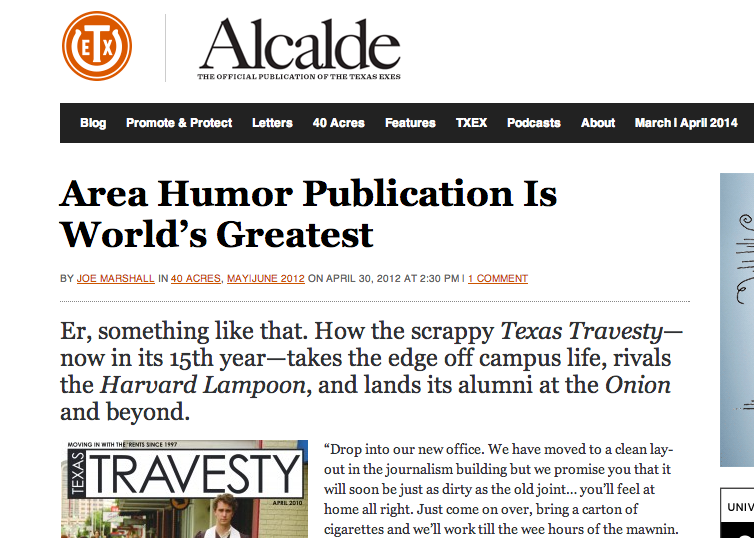 ETX
Alcalde
THE OFFICIAL PUBLICATION OF THE TEXAS EXES
Blog Promote & Protect Letters 40 Acres Features TXEX Podcasts About March | April 2014
Area Humor Publication Is
World's Greatest
BY JOE MARSHALL IN 40 ACRES, MAY|JUNE 2012 ON APRIL 30, 2012 AT 2:30 PM | 1 COMMENT
Er, something like that. How the scrappy Texas Travesty—
now in its 15th year—takes the edge off campus life, rivals
the Harvard Lampoon, and lands its alumni at the Onion
and beyond.
MOVING IN WITH THE 'RENTS SINCE 1997
TEXAS TRAVESTY
APRIL 2010
“Drop into our new office. We have moved to a clean lay-
out in the journalism building but we promise you that it
will soon be just as dirty as the old joint… you'll feel at
home all right. Just come on over, bring a carton of
cigarettes and we'll work till the wee hours of the mawnin.
UNIV